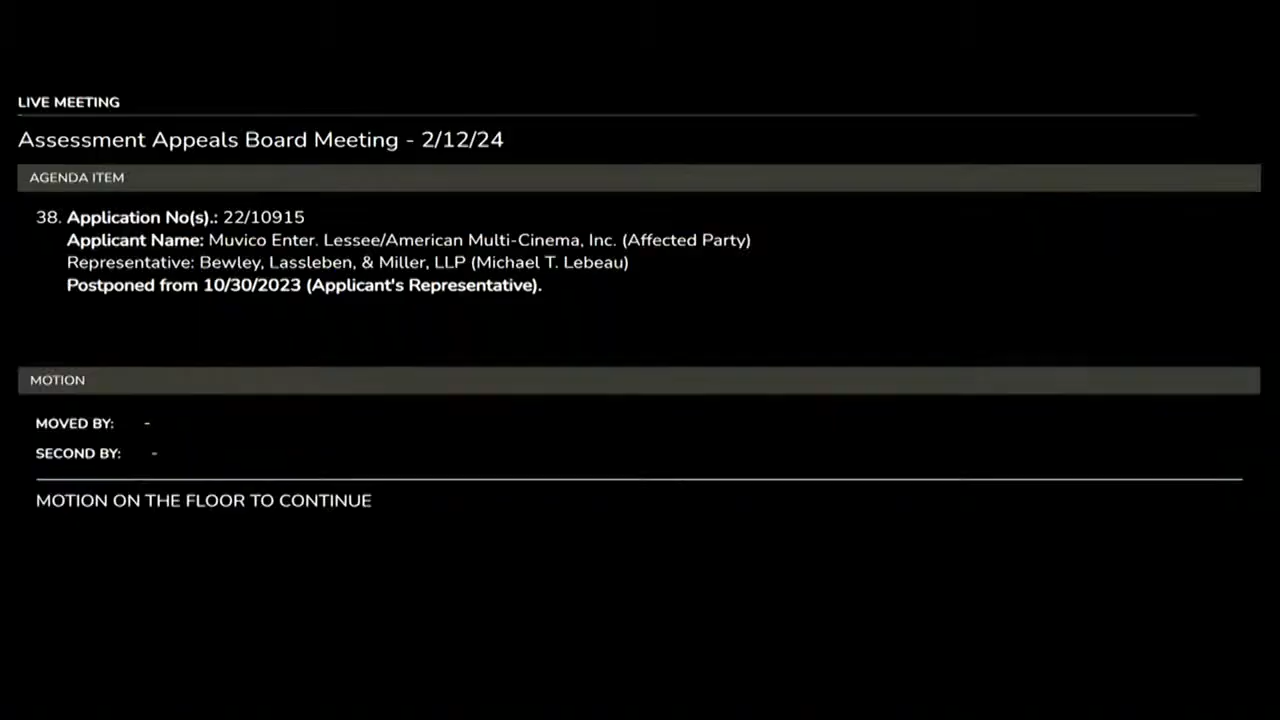 LIVE MEETING
Assessment Appeals Board Meeting - 2/12/24
AGENDA ITEM
38. Application No(s).: 22/10915
Applicant Name: Muvico Enter. Lessee/American Multi-Cinema, Inc. (Affected Party)
Representative: Bewley, Lassleben, & Miller, LLP (Michael T. Lebeau)
Postponed from 10/30/2023 (Applicant's Representative).
MOTION
MOVED BY: -
SECOND BY: -
MOTION ON THE FLOOR TO CONTINUE